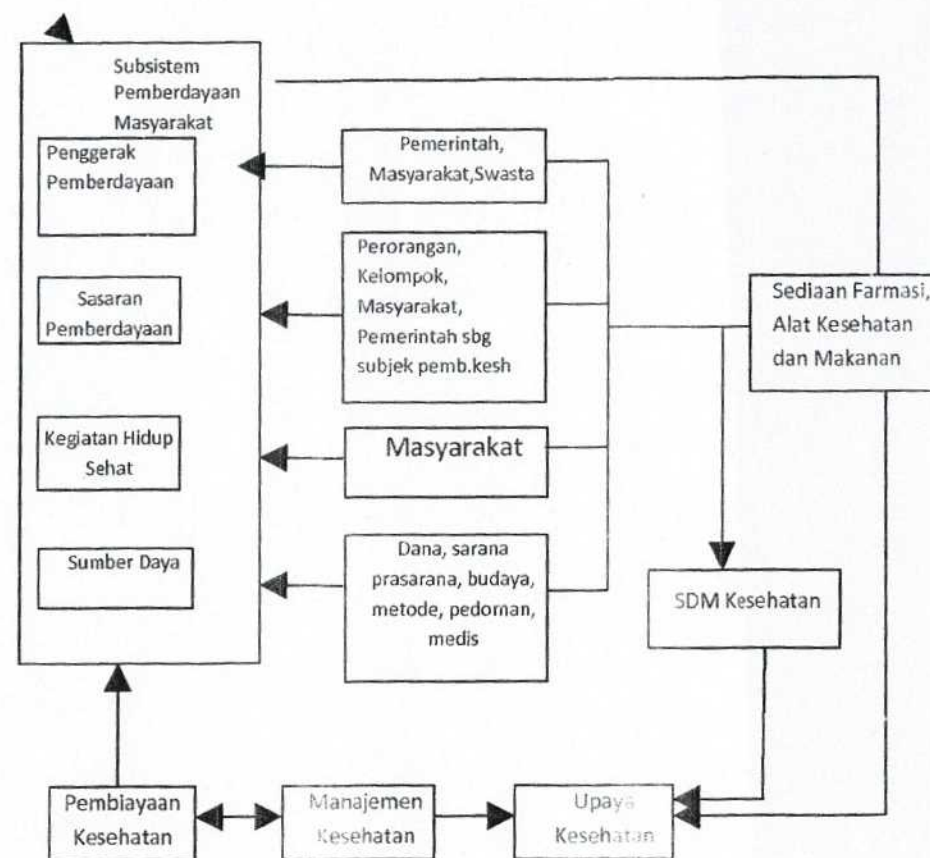 Subsistem
Pemberdayaan
Masyarakat
Penggerak
Pemberdayaan
Sasaran
Pemberdayaan
Kegiatan Hidup
Sehat
Sumber Daya
Pemerintah,
Masyarakat,Swasta
Perorangan,
Kelompok,
Masyarakat,
Pemerintah sbg
subjek pemb.kesh
Masyarakat
Dana, sarana
prasarana, budaya,
metode, pedoman,
medis
Sediaan Farmasi,
Alat Kesehatan
dan Makanan
SDM Kesehatan
Pembiayaan
Kesehatan
Manajemen
Kesehatan
Upaya
Kesehatan